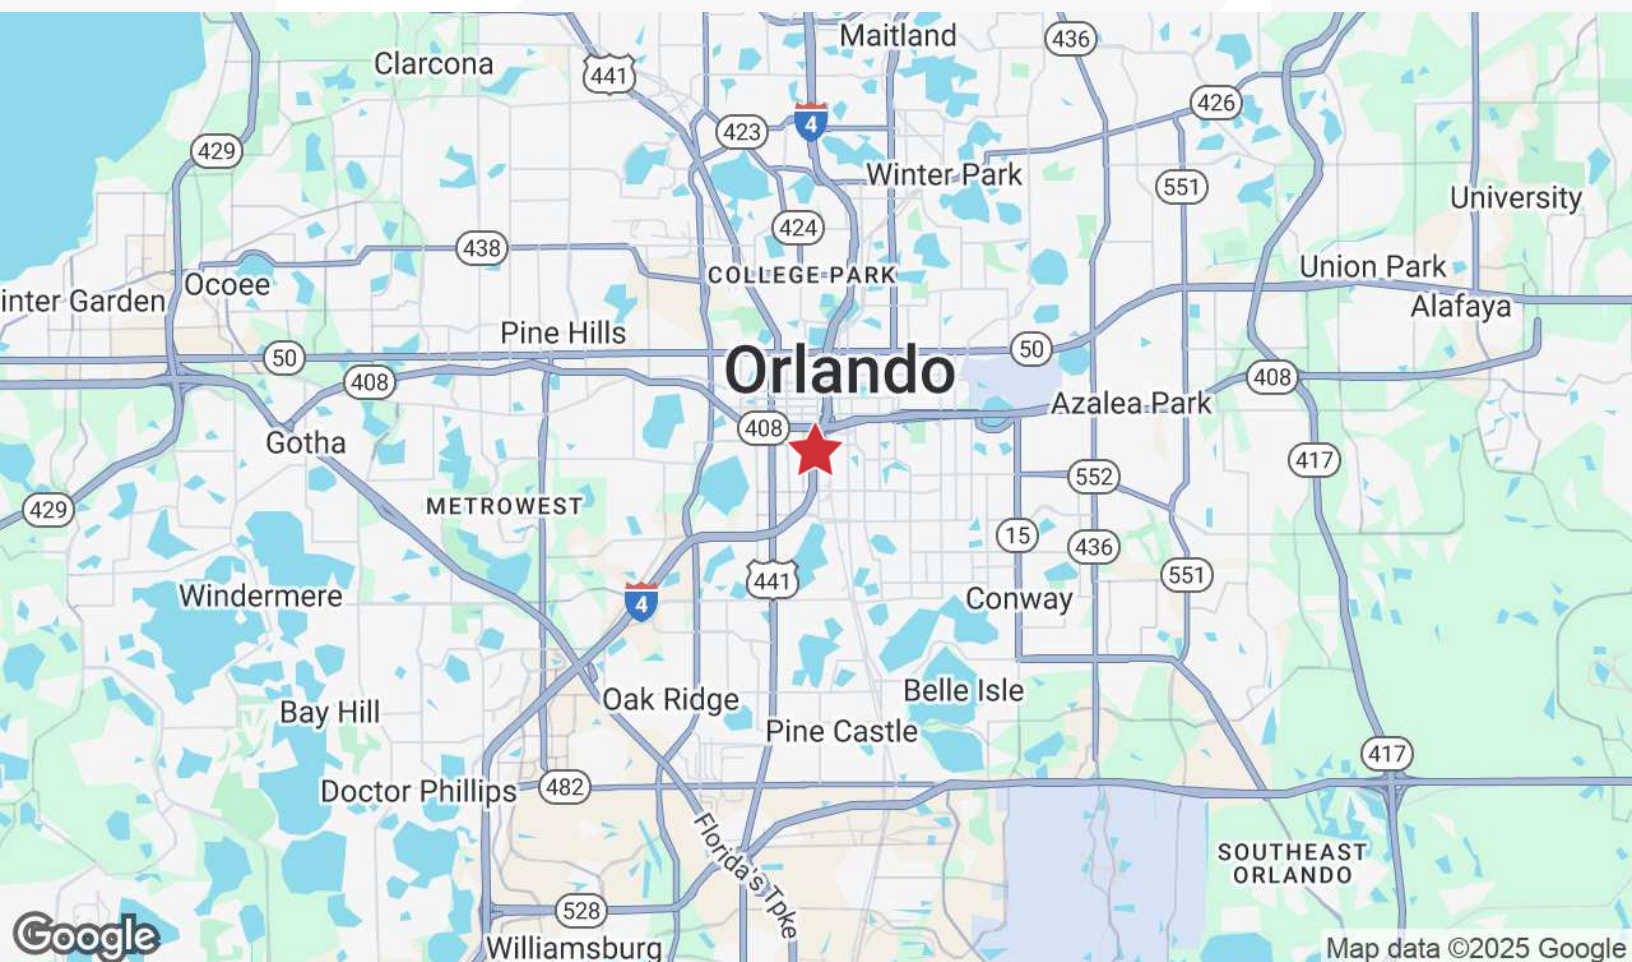 Maitland
436
Clarcona
441
426
423
4
429
Winter Park
551
University
424
438
COLLEGE PARK
Union Park
Ocoee
inter Garden
Alafaya
Pine Hills
50
50
Orlando
408
408
Azalea Park
408
Gotha
417
552
METROWEST
429
15
436
441
551
Windermere
4
Conway
Belle Isle
Oak Ridge
Bay Hill
Pine Castle
417
Doctor Phillips
482
Florida's Tpke
SOUTHEAST
ORLANDO
528
Google
Williamsburg
Map data ©2025 Google